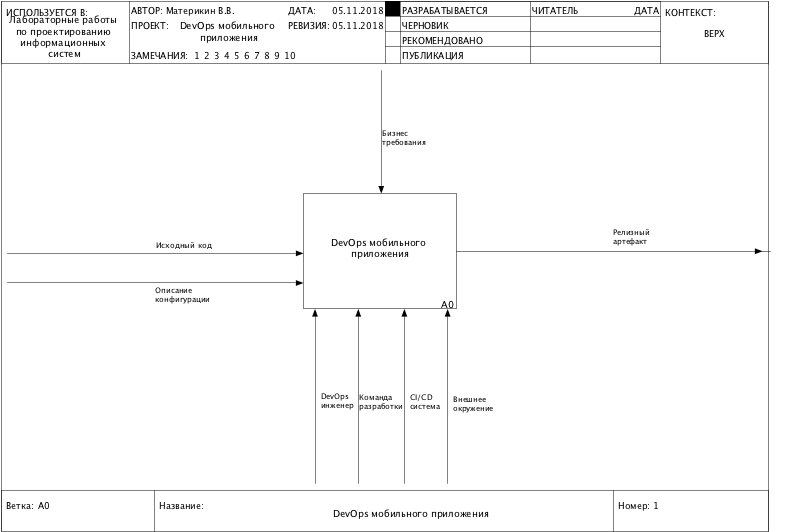 ИСПОЛЬЗУЕТСЯ В:
Лабораторные работы
по проектированию
информационных
систем
АВТОР: Материкин В.В.
ДАТА: 05.11.2018
ПРОЕКТ: DevOps мобильного
приложения
РЕВИЗИЯ: 05.11.2018
ЗАМЕЧАНИЯ: 1 2 3 4 5 6 7 8 9 10
РАЗРАБАТЫВАЕТСЯ
ЧЕРНОВИК
РЕКОМЕНДОВАНО
ПУБЛИКАЦИЯ
ЧИТАТЕЛЬ ДАТА
КОНТЕКСТ:
ВЕРХ
Бизнес
требования
Исходный код
Описание
конфигурации
DevOps мобильного
приложения
A0
Релизный
артефакт
DevOps
инженер
Команда
разработки
CI/CD
система
Внешнее
окружение
Ветка: A0
Название:
DevOps мобильного приложения
Номер: 1